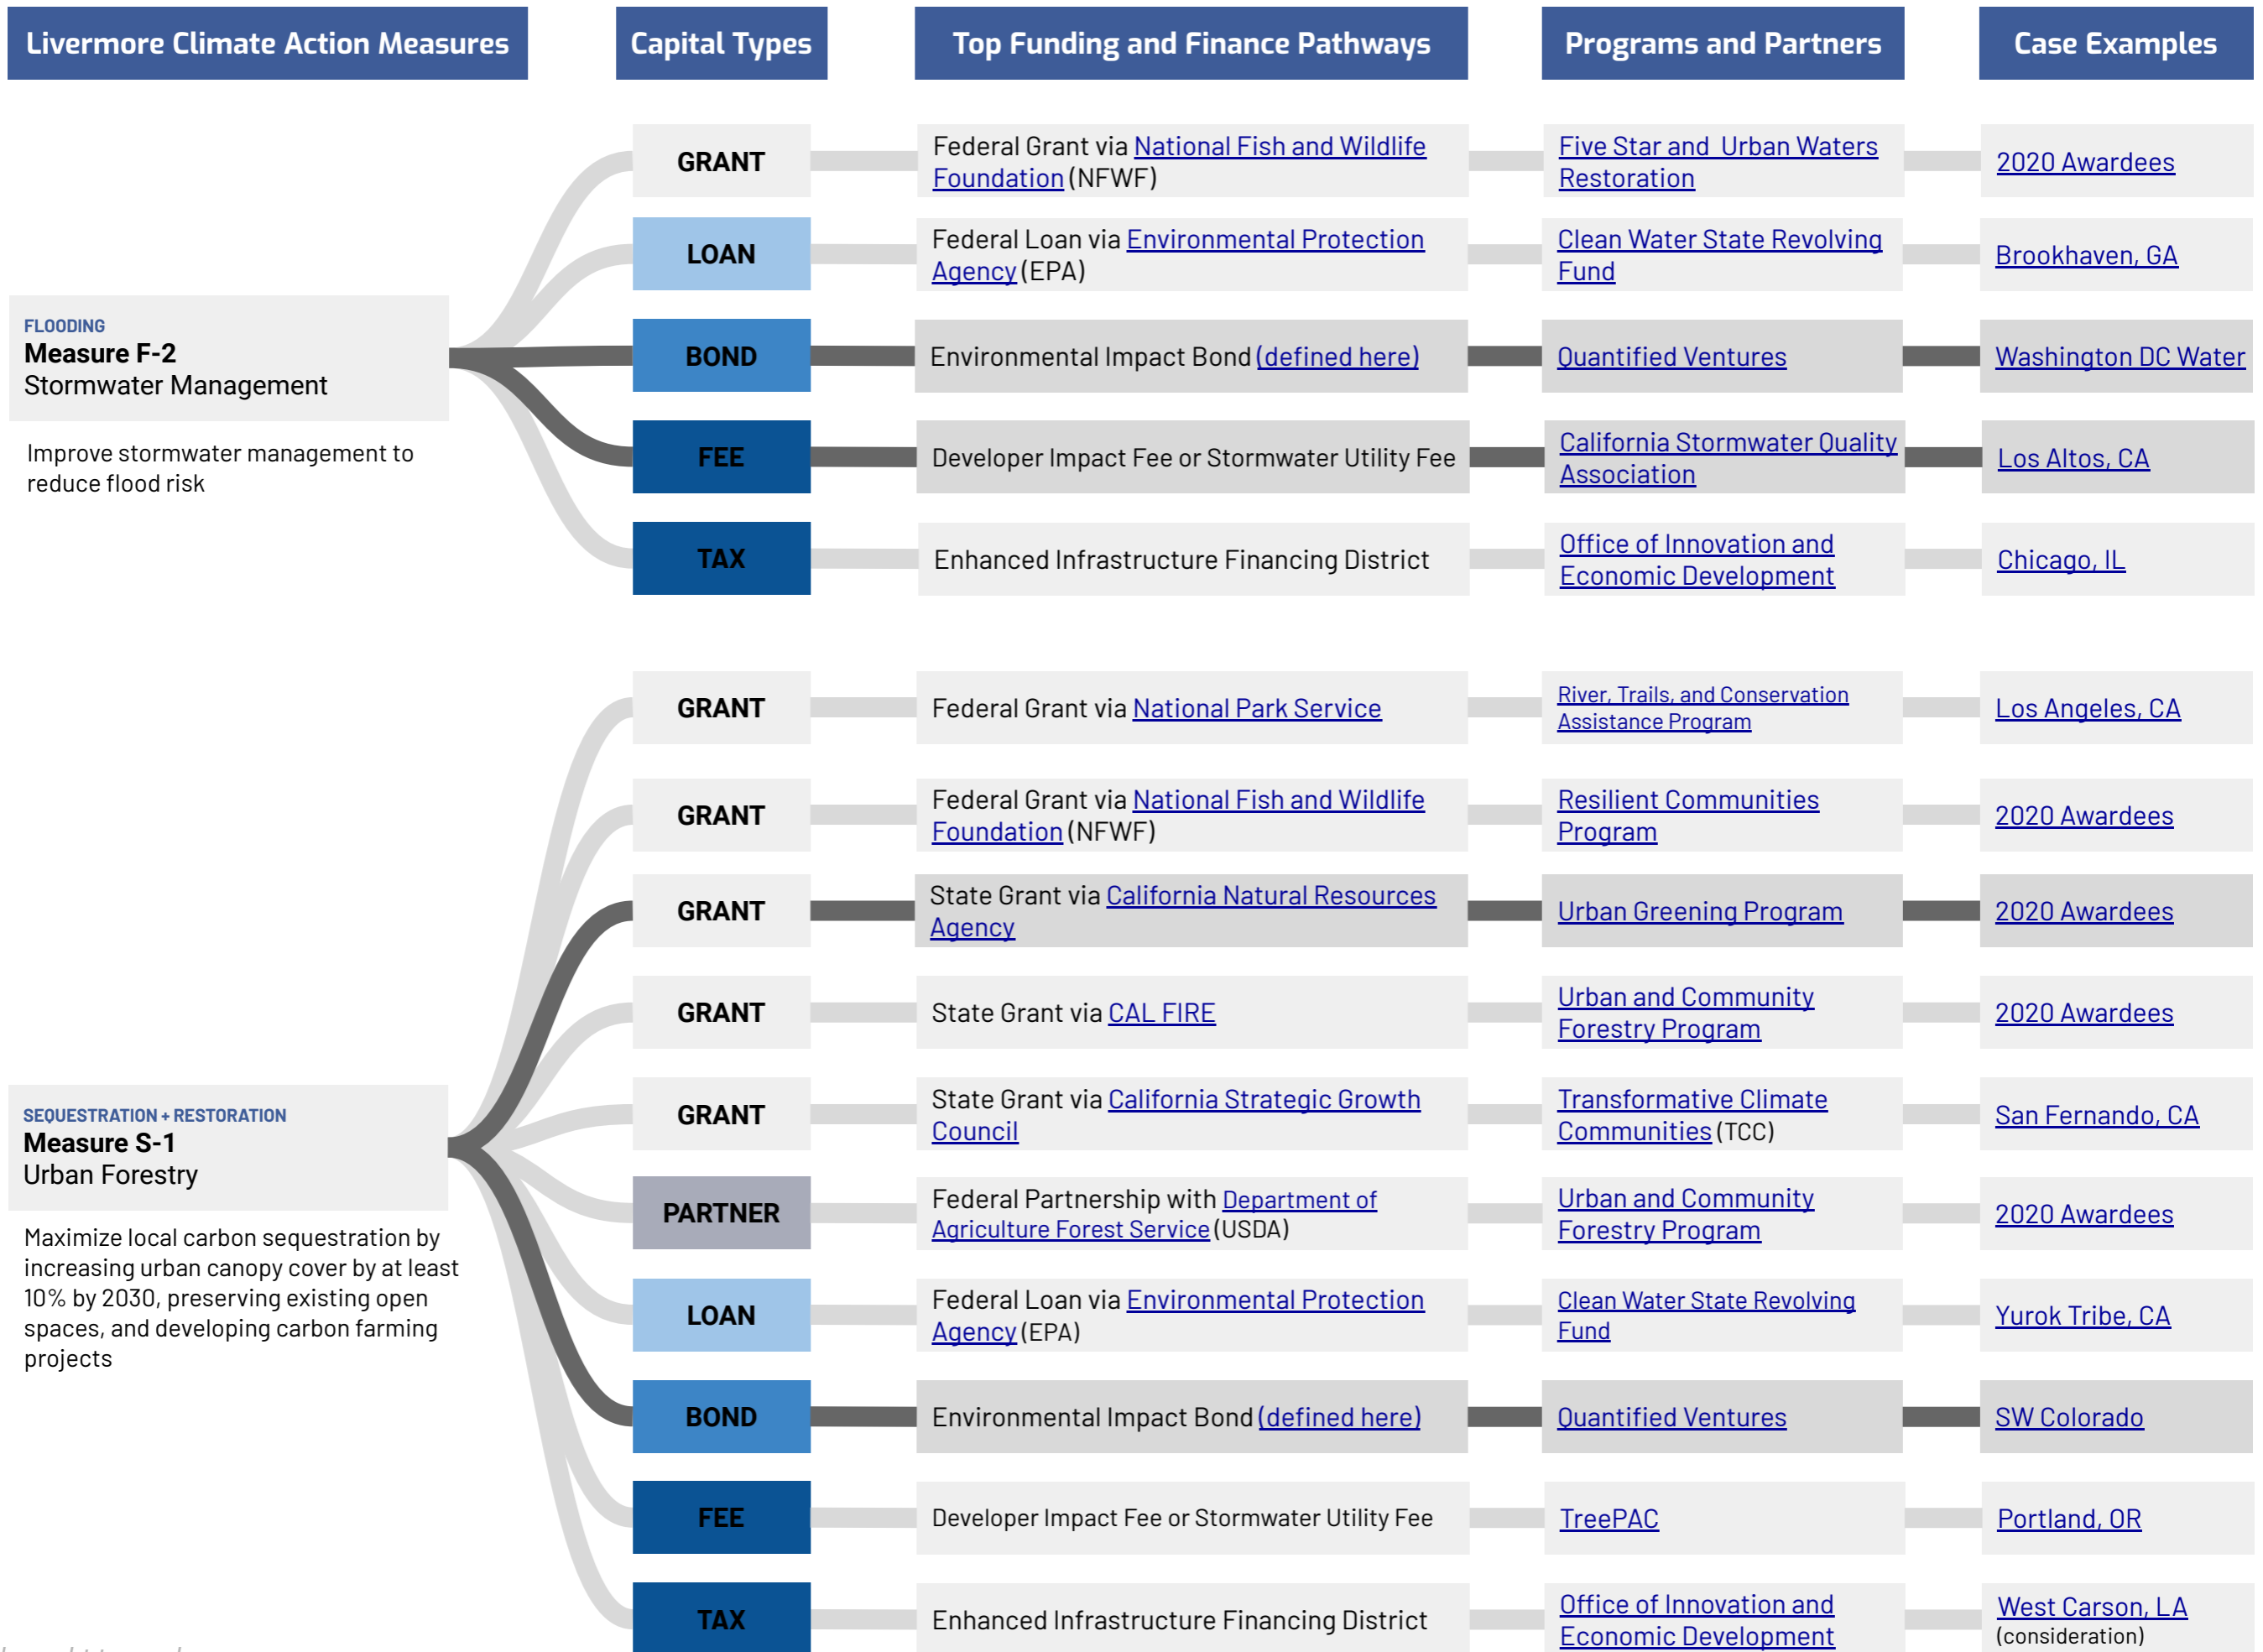 Livermore Climate Action Measures
Capital Types
Top Funding and Finance Pathways
Programs and Partners
Case Examples
FLOODING
Measure F-2
Stormwater Management
Improve stormwater management to
reduce flood risk
GRANT
Federal Grant via National Fish and Wildlife
Foundation (NFWF)
Five Star and Urban Waters
Restoration
2020 Awardees
LOAN
Federal Loan via Environmental Protection
Agency (EPA)
Clean Water State Revolving
Fund
Brookhaven, GA
BOND
Environmental Impact Bond (defined here)
Quantified Ventures
Washington DC Water
FEE
Developer Impact Fee or Stormwater Utility Fee
California Stormwater Quality
Association
Los Altos, CA
TAX
Enhanced Infrastructure Financing District
Office of Innovation and
Economic Development
Chicago, IL
SEQUESTRATION + RESTORATION
Measure S-1
Urban Forestry
Maximize local carbon sequestration by
increasing urban canopy cover by at least
10% by 2030, preserving existing open
spaces, and developing carbon farming
projects
GRANT
Federal Grant via National Park Service
River, Trails, and Conservation
Assistance Program
Los Angeles, CA
GRANT
Federal Grant via National Fish and Wildlife
Foundation (NFWF)
Resilient Communities
Program
2020 Awardees
GRANT
State Grant via California Natural Resources
Agency
Urban Greening Program
2020 Awardees
GRANT
State Grant via CAL FIRE
Urban and Community
Forestry Program
2020 Awardees
GRANT
State Grant via California Strategic Growth
Council
Transformative Climate
Communities (TCC)
San Fernando, CA
PARTNER
Federal Partnership with Department of
Agriculture Forest Service (USDA)
Urban and Community
Forestry Program
2020 Awardees
LOAN
Federal Loan via Environmental Protection
Agency (EPA)
Clean Water State Revolving
Fund
Yurok Tribe, CA
BOND
Environmental Impact Bond (defined here)
Quantified Ventures
SW Colorado
FEE
Developer Impact Fee or Stormwater Utility Fee
TreePAC
Portland, OR
TAX
Enhanced Infrastructure Financing District
Office of Innovation and
Economic Development
West Carson, LA
(consideration)